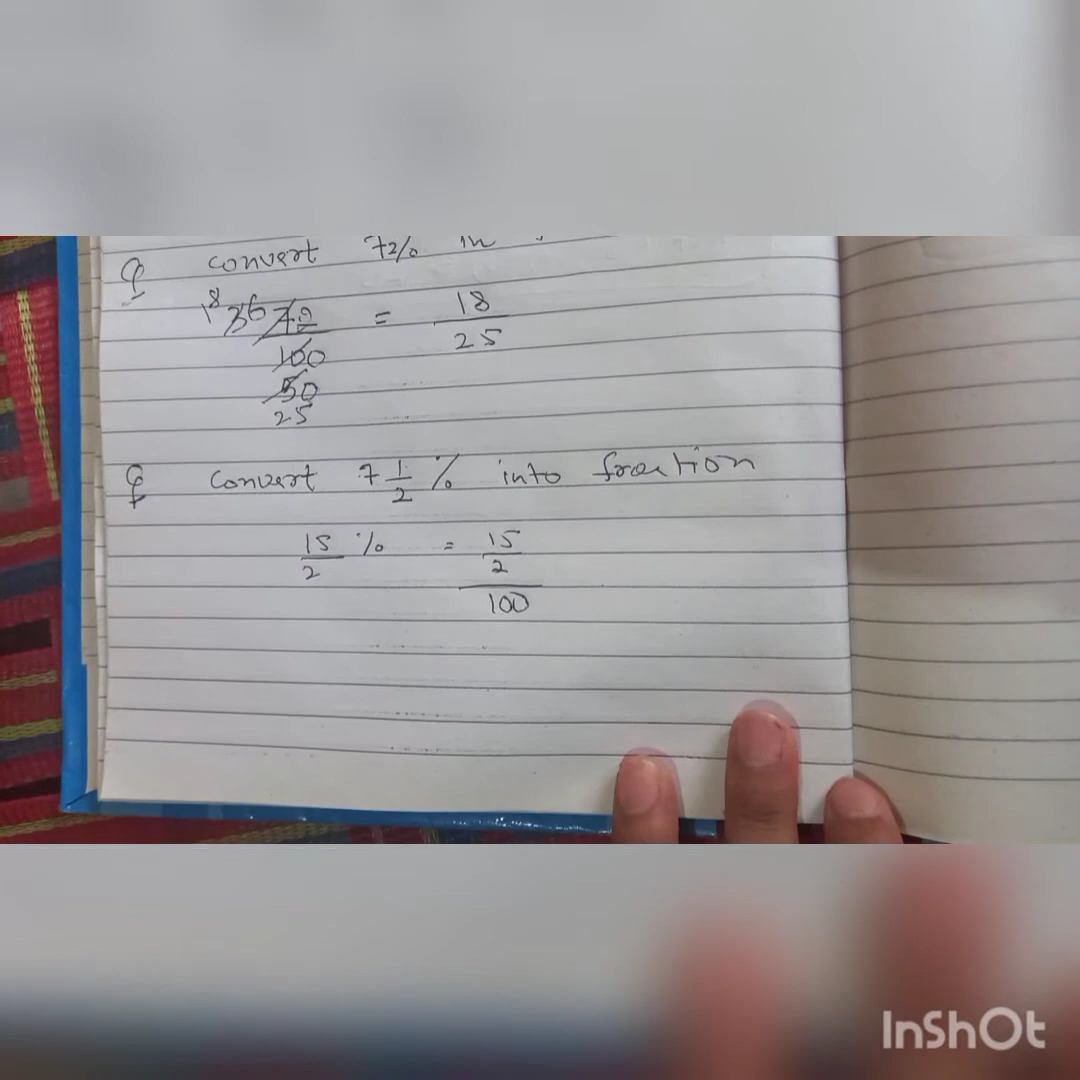 Q convert 72% in
18 36 72 = 18
100 25
50
25
Q convert 7 1/2 % into fraction
15/2 % = 15/2
100
InShOt